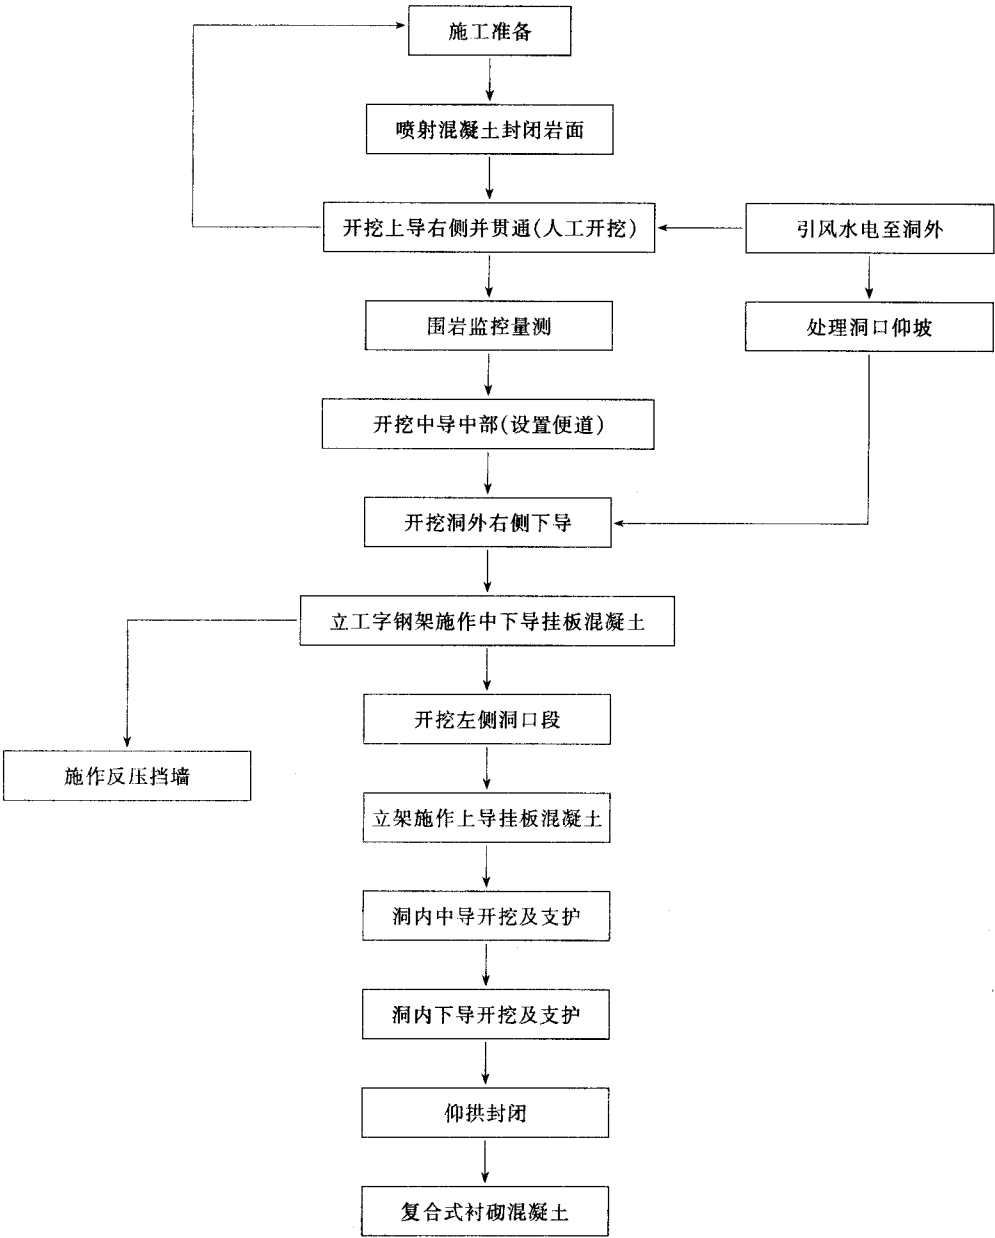 施工准备
喷射混凝土封闭岩面
开挖上导右侧并贯通(人工开挖)
引风水电至洞外
围岩监控量测
处理洞口仰坡
开挖中导中部(设置便道)
开挖洞外右侧下导
立工字钢架施作中下导挂板混凝土
开挖左侧洞口段
施作反压挡墙
立架施作上导挂板混凝土
洞内中导开挖及支护
洞内下导开挖及支护
仰拱封闭
复合式衬砌混凝土